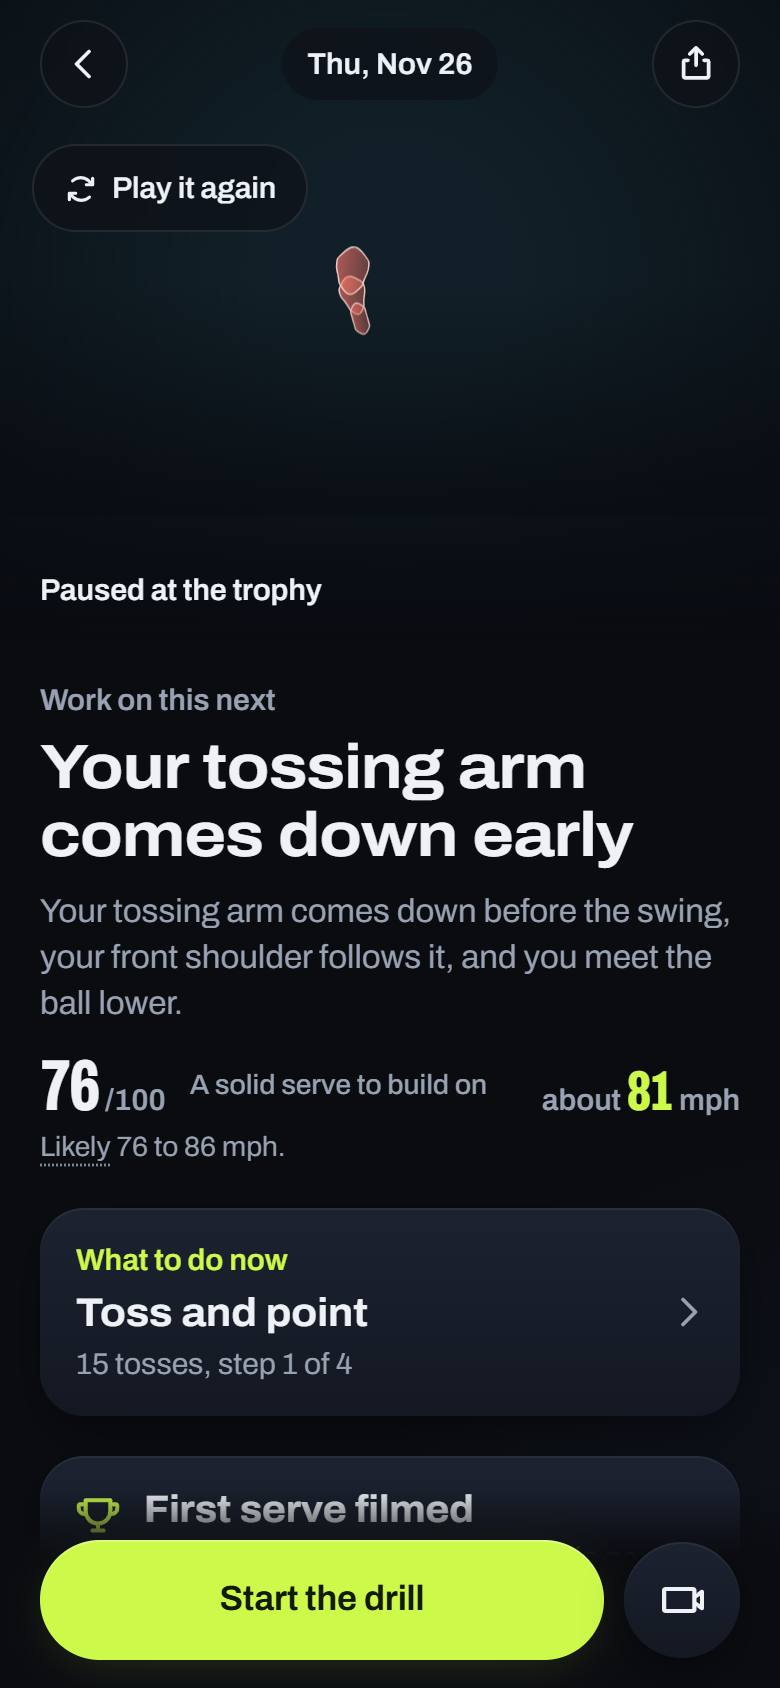 Thu, Nov 26
Play it again
Paused at the trophy
Work on this next
Your tossing arm
comes down early
Your tossing arm comes down before the swing,
your front shoulder follows it, and you meet the
ball lower.
76/100 A solid serve to build on about 81 mph
Likely 76 to 86 mph.
What to do now
Toss and point
15 tosses, step 1 of 4
First serve filmed
Start the drill